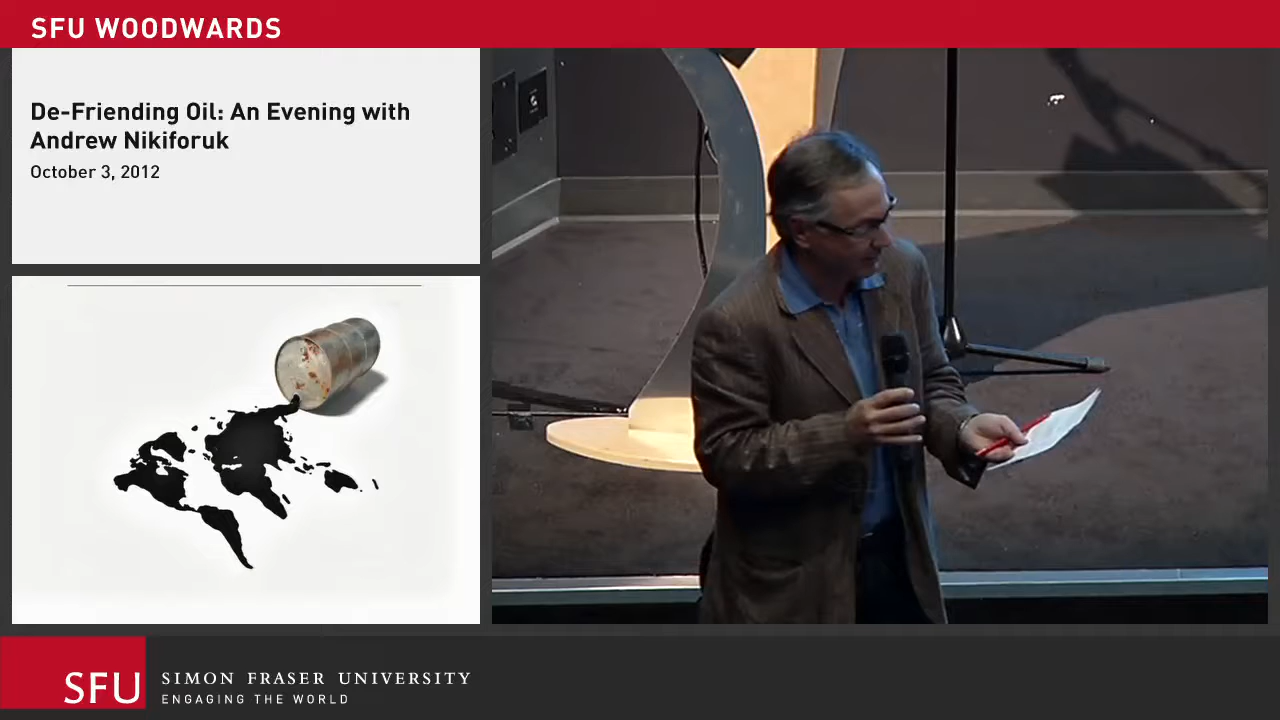 SFU WOODWARDS
De-Friending Oil: An Evening with
Andrew Nikiforuk
October 3, 2012
SFU
SIMON FRASER UNIVERSITY
ENGAGING THE WORLD